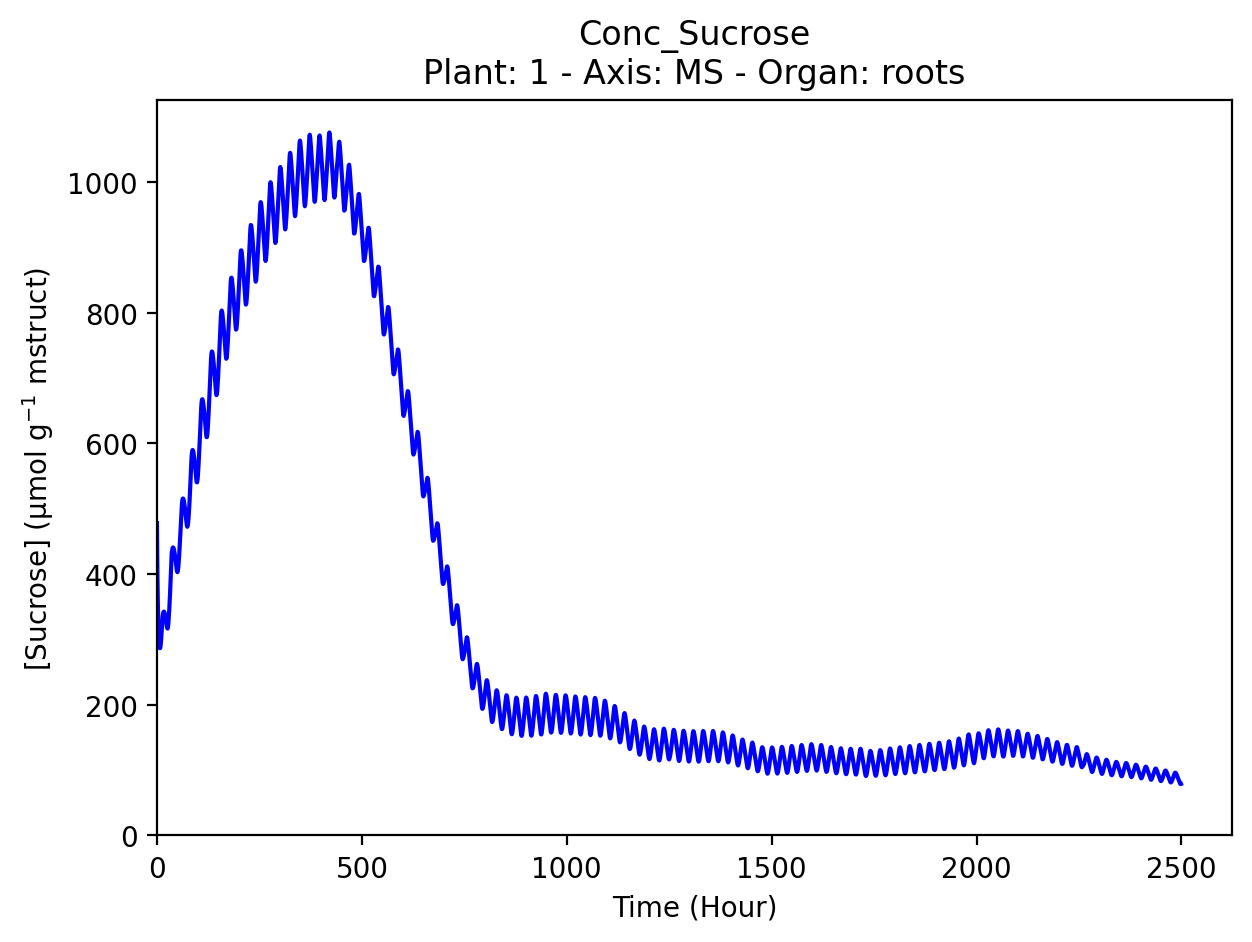 Conc_Sucrose
Plant: 1 - Axis: MS - Organ: roots
[Sucrose] (µmol g⁻¹ mstruct)
1000
800
600
400
200
0
0 500 1000 1500 2000 2500
Time (Hour)